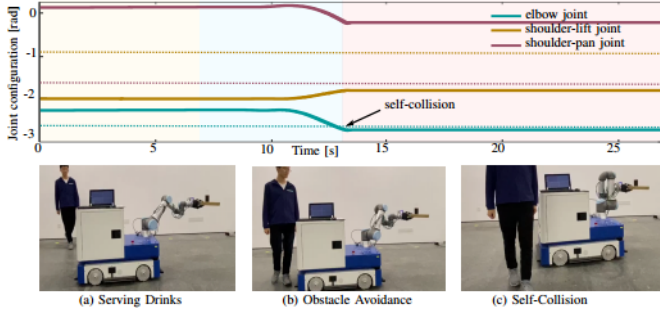 0
-1
-2
-3
Joint configuration [rad]
elbow joint
shoulder-lift joint
shoulder-pan joint
self-collision
0 5 10 15 20 25
Time [s]
(a) Serving Drinks (b) Obstacle Avoidance (c) Self-Collision